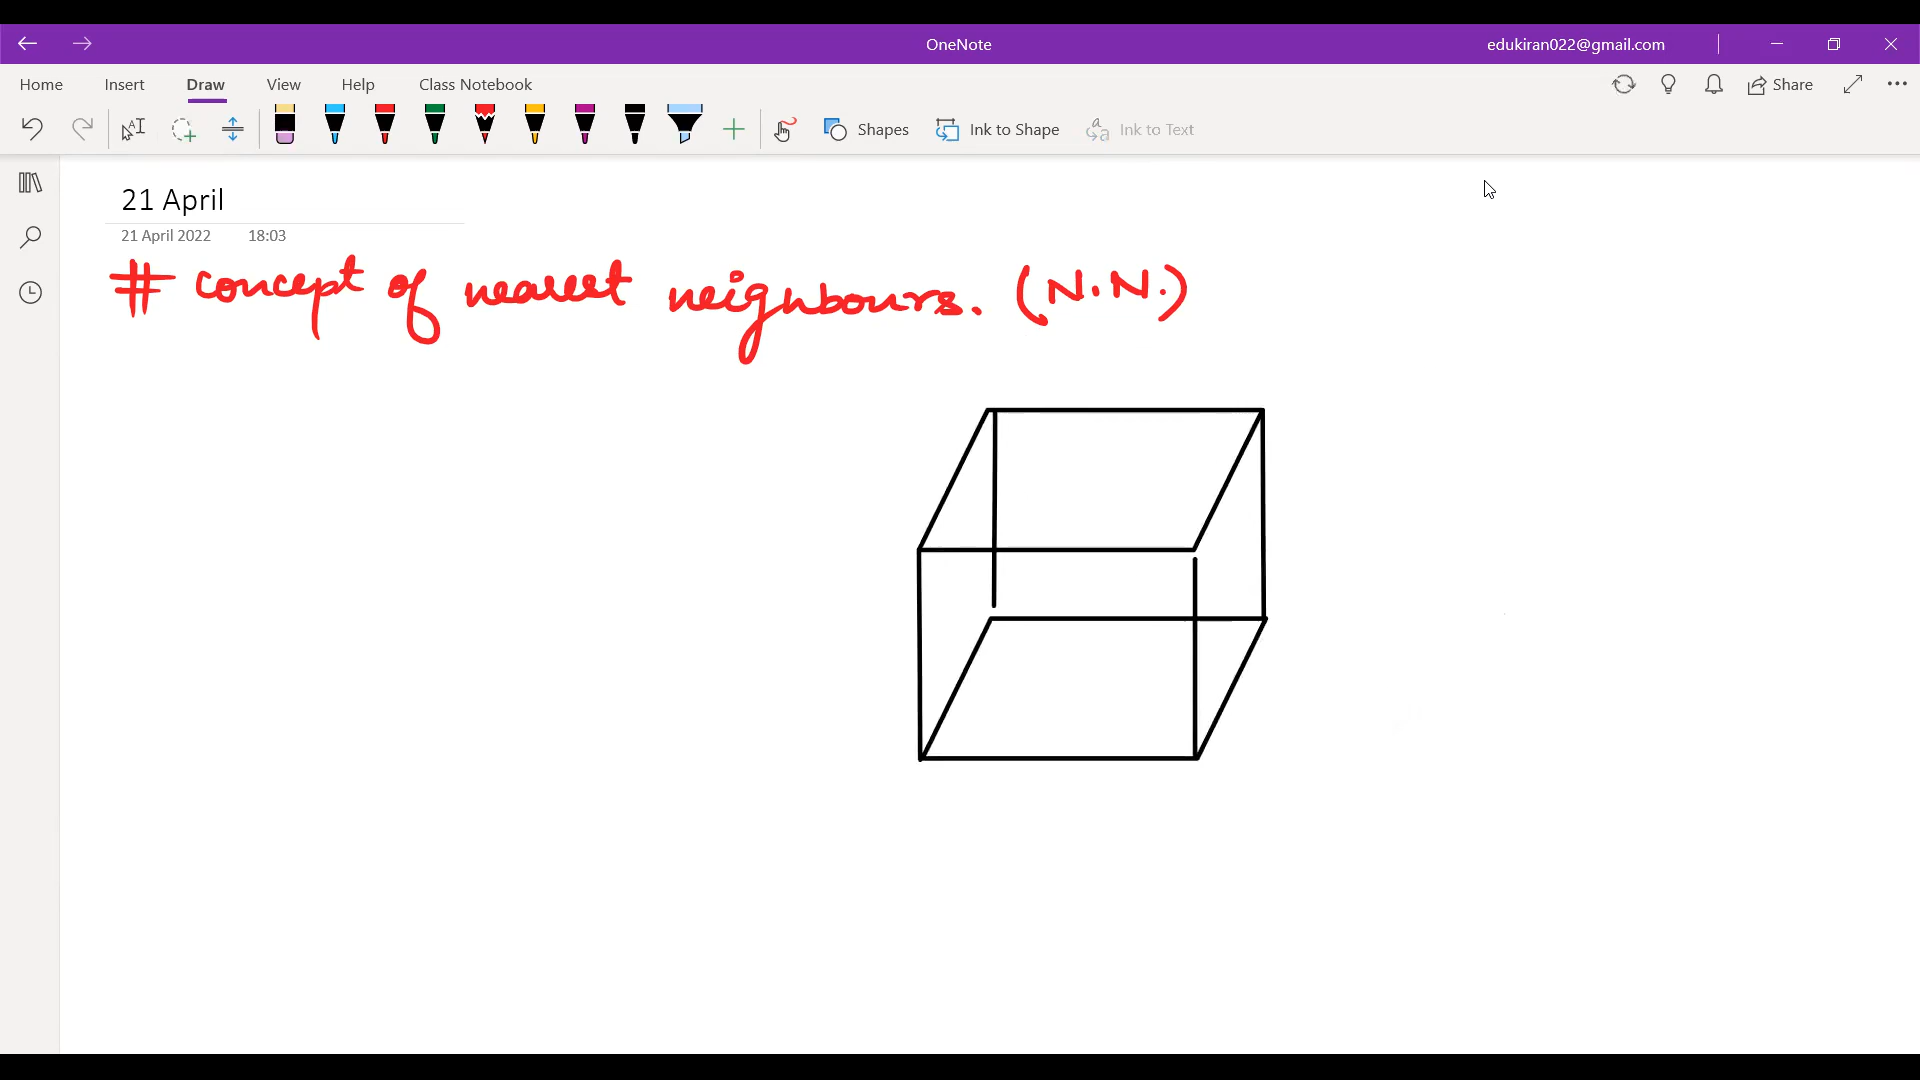 OneNote
edukiran022@gmail.com
Home Insert Draw View Help Class Notebook Share
Shapes Ink to Shape Ink to Text
21 April
21 April 2022 18:03
# concept of nearest neighbours. (N.N.)